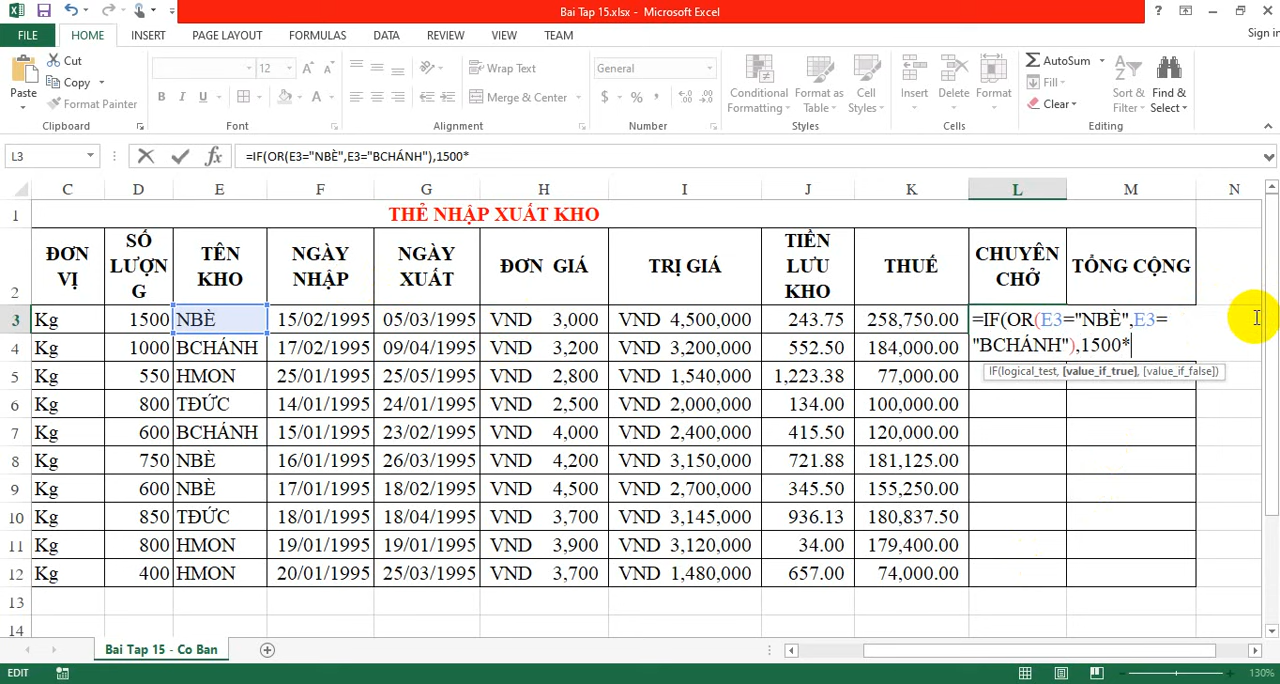 Bai Tap 15.xlsx - Microsoft Excel
?
FILE HOME INSERT PAGE LAYOUT FORMULAS DATA REVIEW VIEW TEAM Sign in
Paste Cut Copy Format Painter Clipboard
12 B I U A A A Font
Wrap Text Merge & Center Alignment
General $ % , Number
Conditional Formatting Format as Table Cell Styles Styles
Insert Delete Format Cells
AutoSum Fill Clear Sort & Filter Find & Select Editing
L3 fx =IF(OR(E3="NBÈ",E3="BCHÁNH"),1500*
C D E F G H I J K L M N
1 THẺ NHẬP XUẤT KHO
2 ĐƠN VỊ SỐ LƯỢNG TÊN KHO NGÀY NHẬP NGÀY XUẤT ĐƠN GIÁ TRỊ GIÁ TIỀN LƯU KHO THUẾ CHUYÊN CHỞ TỔNG CỘNG
3 Kg 1500 NBÈ 15/02/1995 05/03/1995 VND 3,000 VND 4,500,000 243.75 258,750.00 =IF(OR(E3="NBÈ",E3=
4 Kg 1000 BCHÁNH 17/02/1995 09/04/1995 VND 3,200 VND 3,200,000 552.50 184,000.00 "BCHÁNH"),1500*
IF(logical_test, [value_if_true], [value_if_false])
5 Kg 550 HMON 25/01/1995 25/05/1995 VND 2,800 VND 1,540,000 1,223.38 77,000.00
6 Kg 800 TĐỨC 14/01/1995 24/01/1995 VND 2,500 VND 2,000,000 134.00 100,000.00
7 Kg 600 BCHÁNH 15/01/1995 23/02/1995 VND 4,000 VND 2,400,000 415.50 120,000.00
8 Kg 750 NBÈ 16/01/1995 26/03/1995 VND 4,200 VND 3,150,000 721.88 181,125.00
9 Kg 600 NBÈ 17/01/1995 18/02/1995 VND 4,500 VND 2,700,000 345.50 155,250.00
10 Kg 850 TĐỨC 18/01/1995 18/04/1995 VND 3,700 VND 3,145,000 936.13 180,837.50
11 Kg 800 HMON 19/01/1995 19/01/1995 VND 3,900 VND 3,120,000 34.00 179,400.00
12 Kg 400 HMON 20/01/1995 25/03/1995 VND 3,700 VND 1,480,000 657.00 74,000.00
13
14
Bai Tap 15 - Co Ban
EDIT 130%